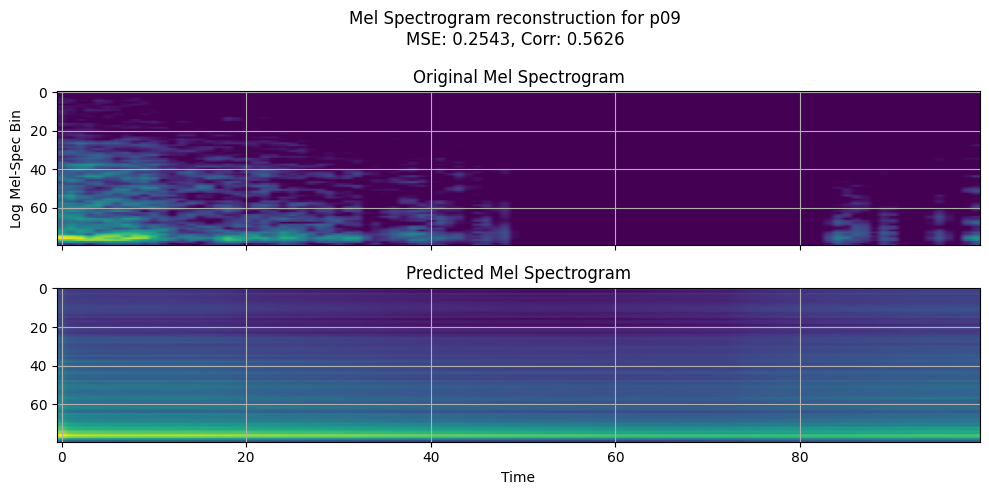 Mel Spectrogram reconstruction for p09
MSE: 0.2543, Corr: 0.5626
Original Mel Spectrogram
0
20
40
60
Log Mel-Spec Bin
Predicted Mel Spectrogram
0
20
40
60
0 20 40 60 80
Time